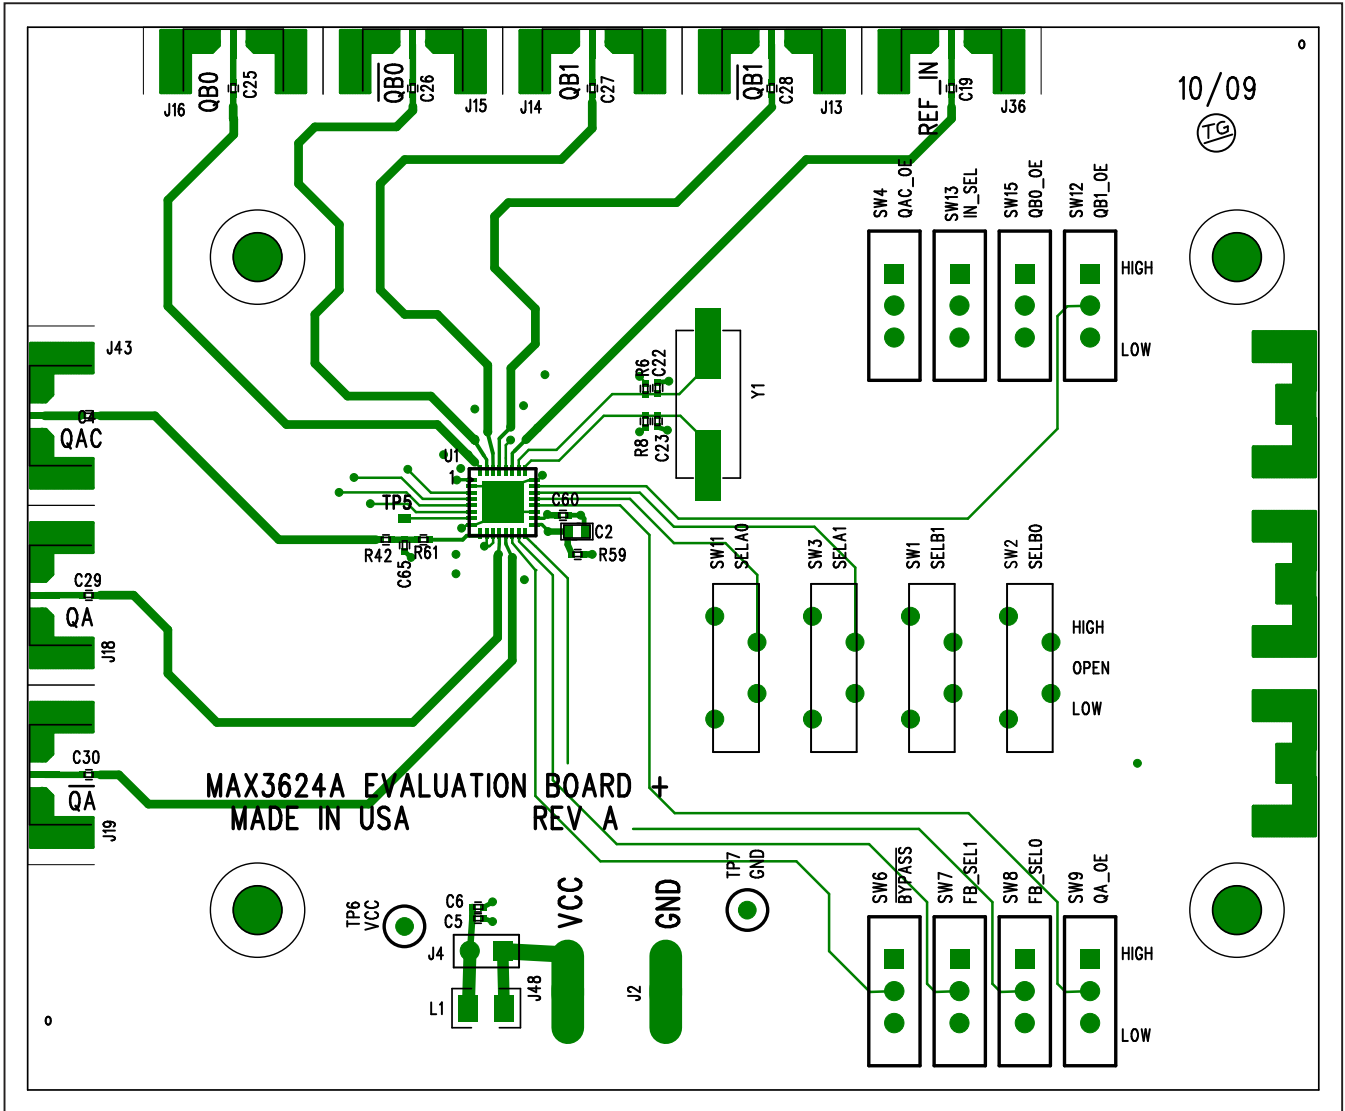 J16
QB0
C25
QB0
C26
J15
J14
QB1
C27
QB1
C28
J13
REF_IN
C19
J36
10/09
TG
SW4
QAC_OE
SW13
IN_SEL
SW15
QB0_OE
SW12
QB1_OE
HIGH
LOW
J43
C4
QAC
R6
C22
Y1
R8
C23
U1
1
TP5
C60
C2
R59
R42
C65
R61
SW11
SELA0
SW3
SELA1
SW1
SELB1
SW2
SELB0
HIGH
OPEN
LOW
C29
QA
J18
C30
QA
J19
MAX3624A EVALUATION BOARD +
MADE IN USA REV A
TP6
VCC
C6
C5
J4
L1
J48
VCC
J2
GND
TP7
GND
SW6
BYPASS
SW7
FB_SEL1
SW8
FB_SEL0
SW9
QA_OE
HIGH
LOW